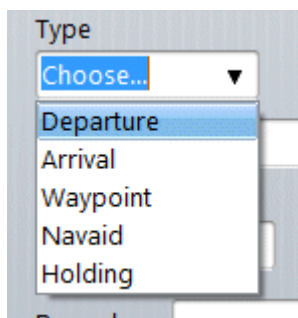 Type
Choose...
Departure
Arrival
Waypoint
Navaid
Holding